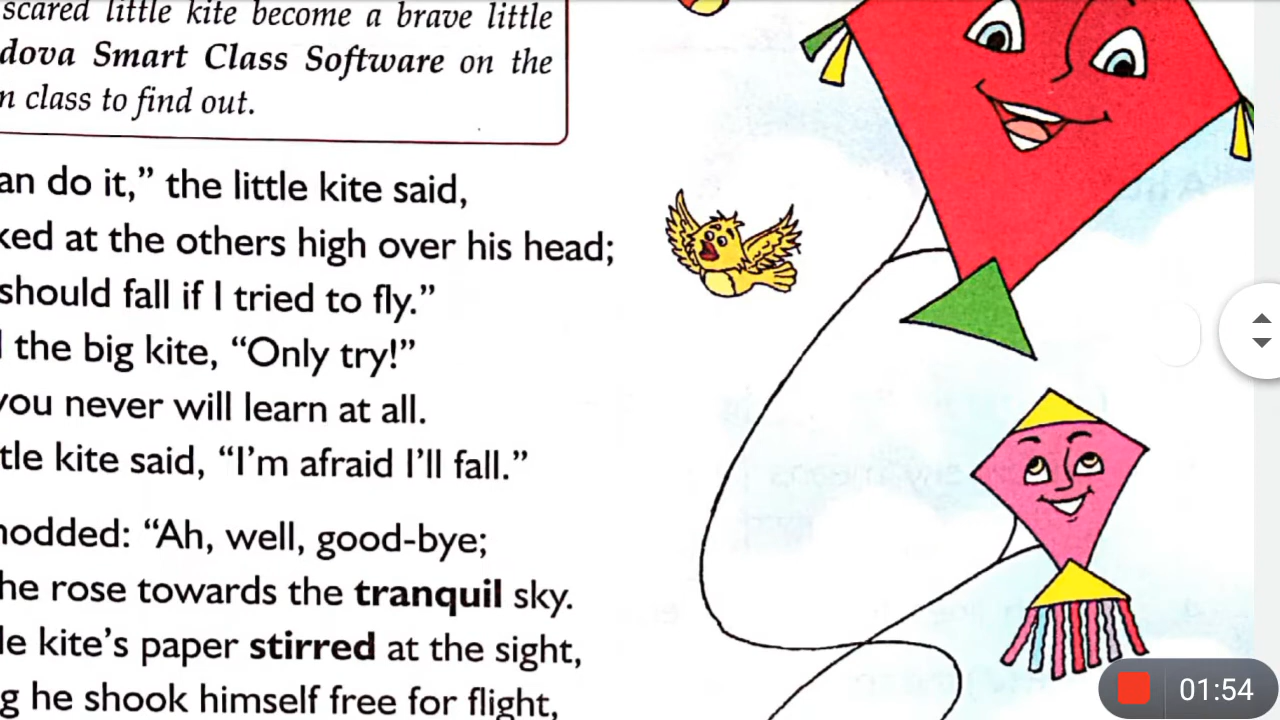 scared little kite become a brave little
dova Smart Class Software on the
n class to find out.
an do it,” the little kite said,
ked at the others high over his head;
should fall if I tried to fly.”
the big kite, “Only try!”
you never will learn at all.
tle kite said, “I’m afraid I’ll fall.”
nodded: “Ah, well, good-bye;
he rose towards the tranquil sky.
le kite’s paper stirred at the sight,
g he shook himself free for flight,
01:54